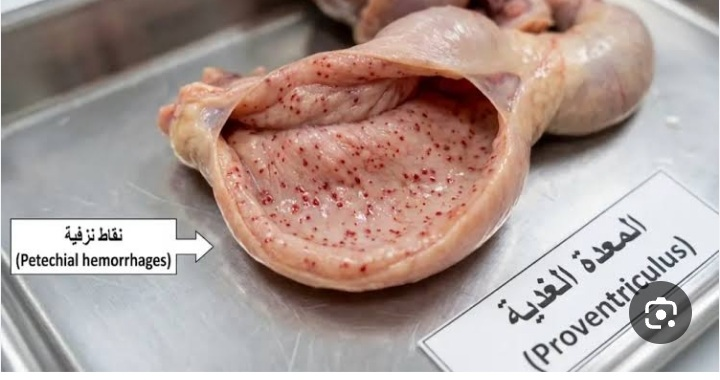 نقاط نزفية
(Petechial hemorrhages)
المعدة الغدية
(Proventriculus)